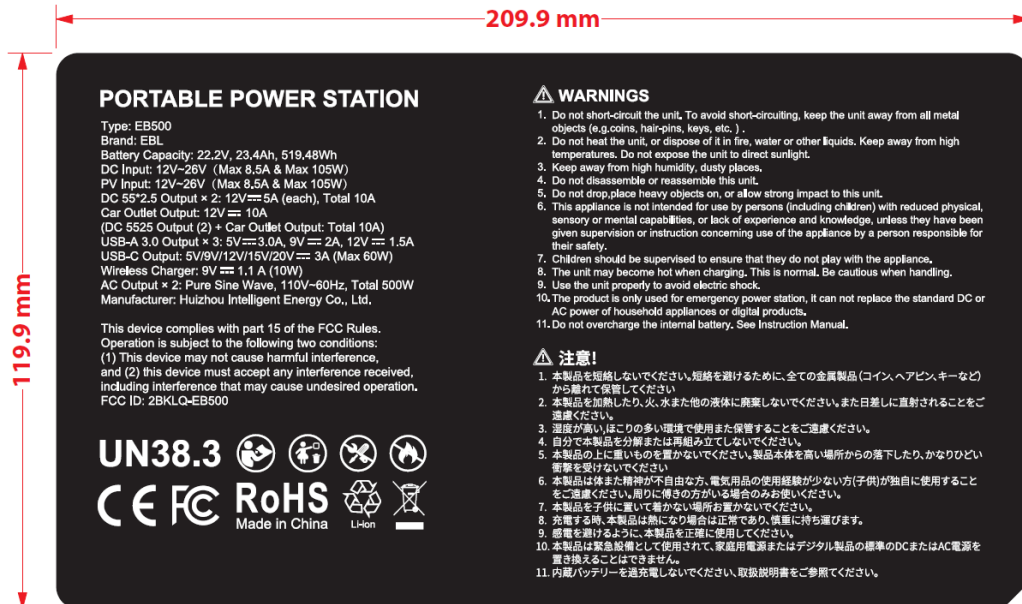 209.9 mm
119.9 mm
PORTABLE POWER STATION
Type: EB500
Brand: EBL
Battery Capacity: 22.2V, 23.4Ah, 519.48Wh
DC Input: 12V~26V（Max 8.5A & Max 105W）
PV Input: 12V~26V（Max 8.5A & Max 105W）
DC 55*2.5 Output × 2: 12V⎓5A (each), Total 10A
Car Outlet Output: 12V ⎓ 10A
(DC 5525 Output (2) + Car Outlet Output: Total 10A)
USB-A 3.0 Output × 3: 5V⎓3.0A, 9V⎓ 2A, 12V ⎓ 1.5A
USB-C Output: 5V/9V/12V/15V/20V⎓ 3A (Max 60W)
Wireless Charger: 9V ⎓ 1.1 A (10W)
AC Output × 2: Pure Sine Wave, 110V~60Hz, Total 500W
Manufacturer: Huizhou Intelligent Energy Co., Ltd.
This device complies with part 15 of the FCC Rules.
Operation is subject to the following two conditions:
(1) This device may not cause harmful interference,
and (2) this device must accept any interference received,
including interference that may cause undesired operation.
FCC ID: 2BKLQ-EB500
UN38.3
CE FC RoHS
Made in China
Li-ion
WARNINGS
1. Do not short-circuit the unit. To avoid short-circuiting, keep the unit away from all metal
objects (e.g.coins, hair-pins, keys, etc. ) .
2. Do not heat the unit, or dispose of it in fire, water or other liquids. Keep away from high
temperatures. Do not expose the unit to direct sunlight.
3. Keep away from high humidity, dusty places.
4. Do not disassemble or reassemble this unit.
5. Do not drop,place heavy objects on, or allow strong impact to this unit.
6. This appliance is not intended for use by persons (including children) with reduced physical,
sensory or mental capabilities, or lack of experience and knowledge, unless they have been
given supervision or instruction concerning use of the appliance by a person responsible for
their safety.
7. Children should be supervised to ensure that they do not play with the appliance.
8. The unit may become hot when charging. This is normal. Be cautious when handling.
9. Use the unit properly to avoid electric shock.
10. The product is only used for emergency power station, it can not replace the standard DC or
AC power of household appliances or digital products.
11. Do not overcharge the internal battery. See Instruction Manual.
注意!
1. 本製品を短絡しないでください。短絡を避けるために、全ての金属製品（コイン、ヘアピン、キーなど）
から離れて保管してください
2. 本製品を加熱したり、火、水また他の液体に廃棄しないでください。また日差しに直射されることをご
遠慮ください。
3. 湿度が高い,ほこりの多い環境で使用また保管することをご遠慮ください。
4. 自分で本製品を分解または再組み立てしないでください。
5. 本製品の上に重いものを置かないでください。製品本体を高い場所からの落下したり、かなりひどい
衝撃を受けないでください
6. 本製品は体また精神が不自由な方、電気用品の使用経験が少ない方(子供)が独自に使用すること
をご遠慮ください。周りに傅きの方がいる場合のみお使いください。
7. 本製品を子供に置いて着かない場所お置かないでください。
8. 充電する時、本製品は熱になり場合は正常であり、慎重に持ち運びます。
9. 感電を避けるように、本製品を正確に使用してください。
10. 本製品は緊急設備として使用されて、家庭用電源またはデジタル製品の標準のDCまたはAC電源を
置き換えることはできません。
11. 内蔵バッテリーを過充電しないでください、取扱説明書をご参照てください。